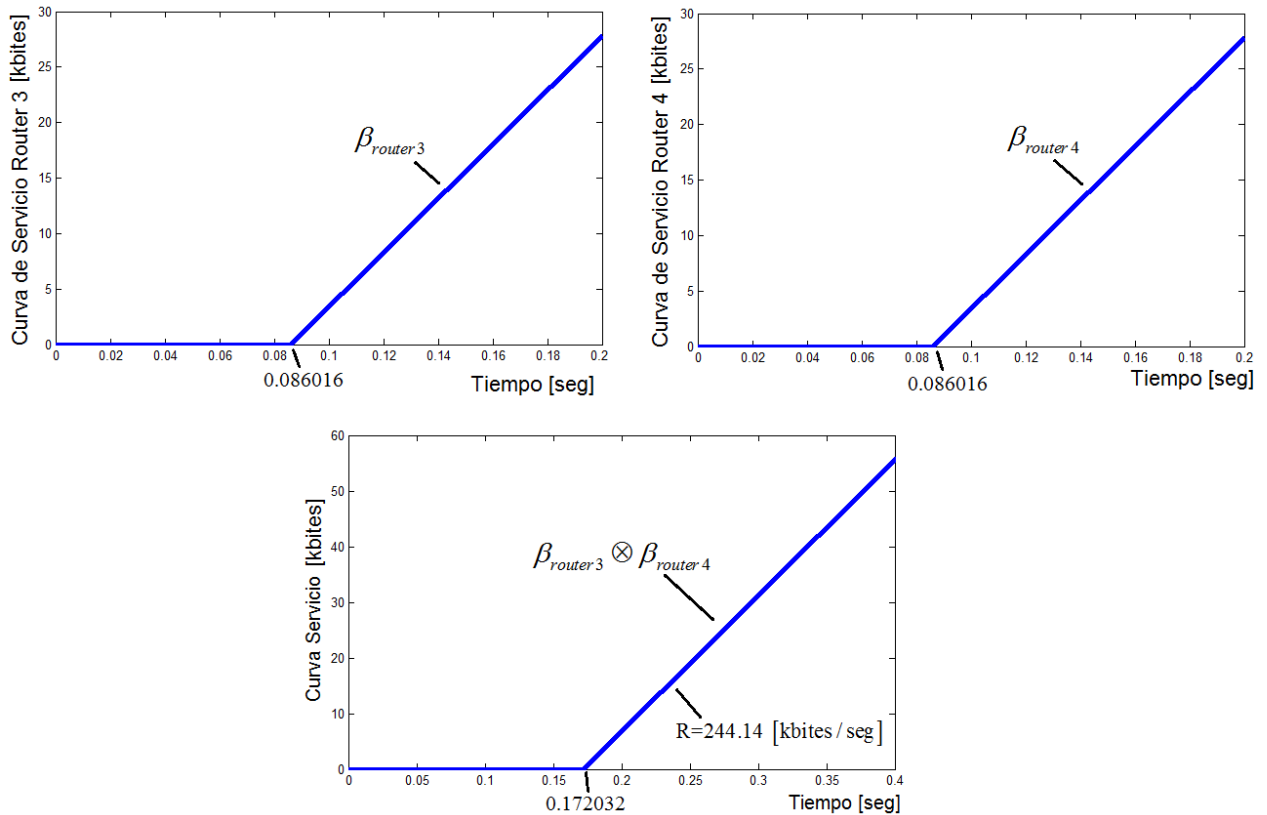 Curva de Servicio Router 3 [kbites]
30
25
20
15
10
5
0
β router 3
0 0.02 0.04 0.06 0.08 0.1 0.12 0.14 0.16 0.18 0.2
0.086016
Tiempo [seg]
Curva de Servicio Router 4 [kbites]
30
25
20
15
10
5
0
β router 4
0 0.02 0.04 0.06 0.08 0.1 0.12 0.14 0.16 0.18 0.2
0.086016
Tiempo [seg]
Curva Servicio [kbites]
60
50
40
30
20
10
0
β router 3 ⊗ β router 4
R=244.14 [kbites / seg]
0 0.05 0.1 0.15 0.2 0.25 0.3 0.35 0.4
0.172032
Tiempo [seg]